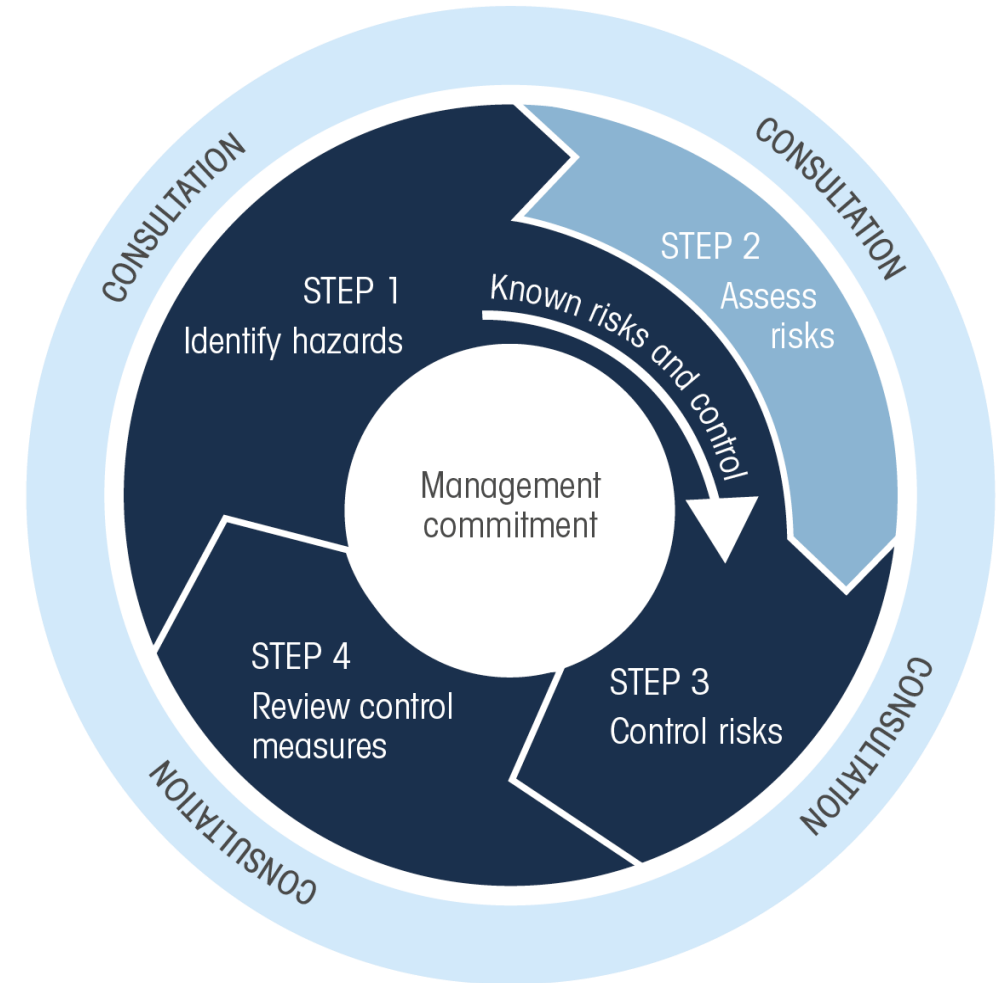 CONSULTATION
CONSULTATION
STEP 1
Identify hazards
STEP 2
Assess
risks
Known risks and control
Management
commitment
STEP 3
Control risks
STEP 4
Review control
measures
CONSULTATION
CONSULTATION